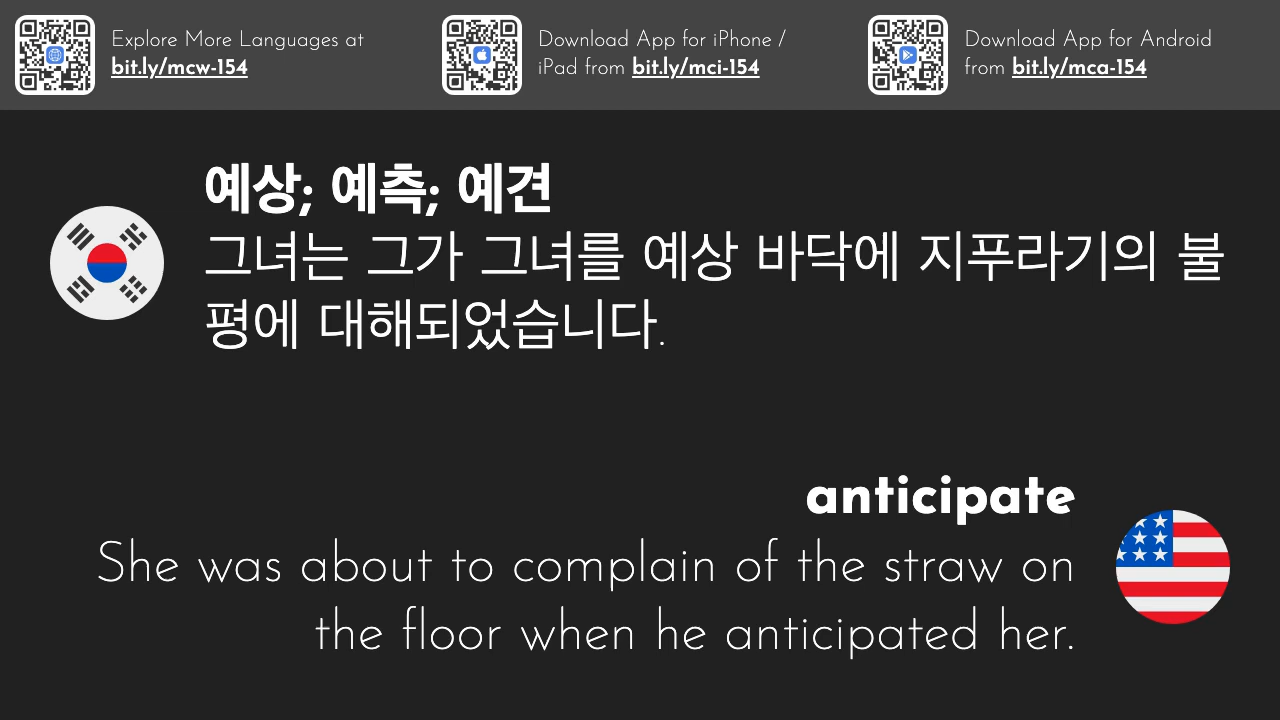 Explore More Languages at
bit.ly/mcw-154
Download App for iPhone /
iPad from bit.ly/mci-154
Download App for Android
from bit.ly/mca-154
예상; 예측; 예견
그녀는 그가 그녀를 예상 바닥에 지푸라기의 불
평에 대해되었습니다.
anticipate
She was about to complain of the straw on
the floor when he anticipated her.